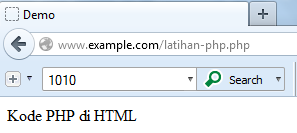 Demo
www.example.com/latihan-php.php
1010
Search
Kode PHP di HTML